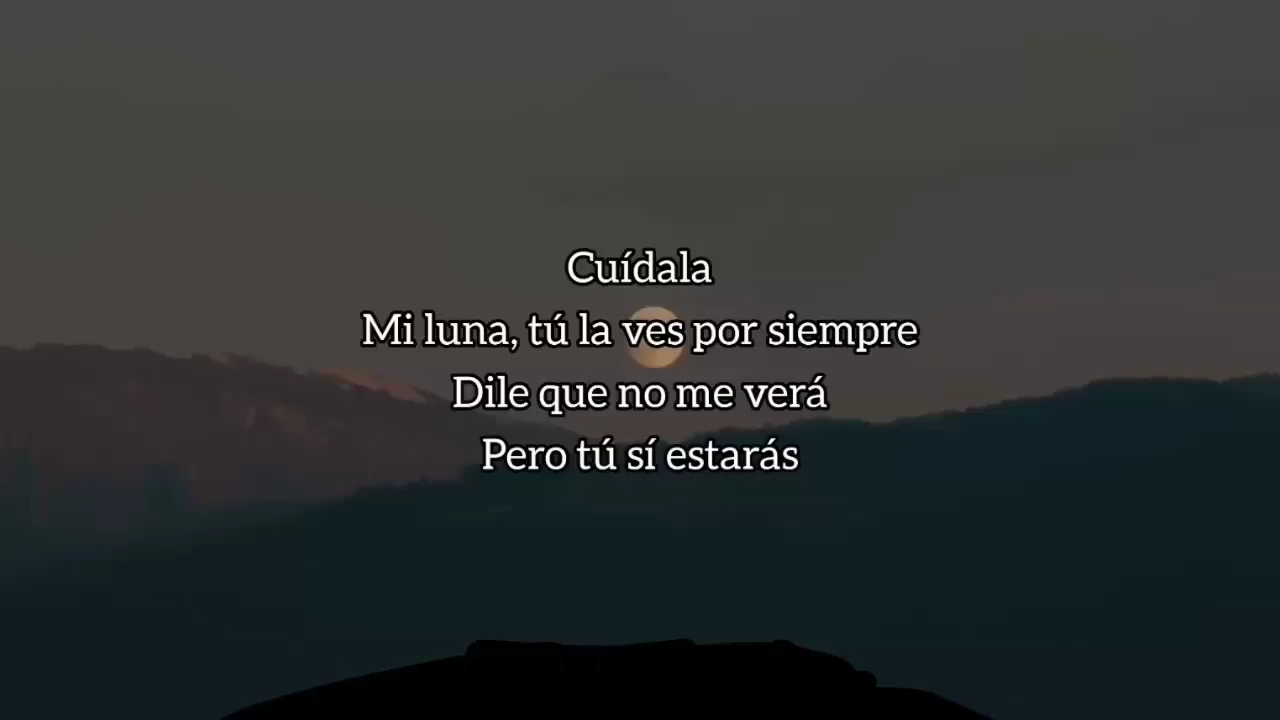 Cuídala
Mi luna, tú la ves por siempre
Dile que no me verá
Pero tú sí estarás